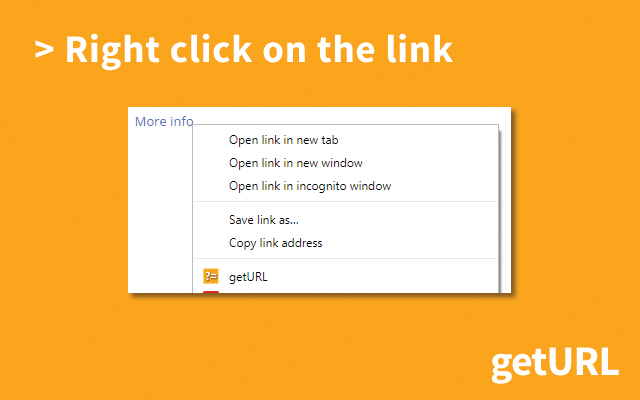 > Right click on the link
More info
Open link in new tab
Open link in new window
Open link in incognito window
Save link as...
Copy link address
?= getURL
getURL